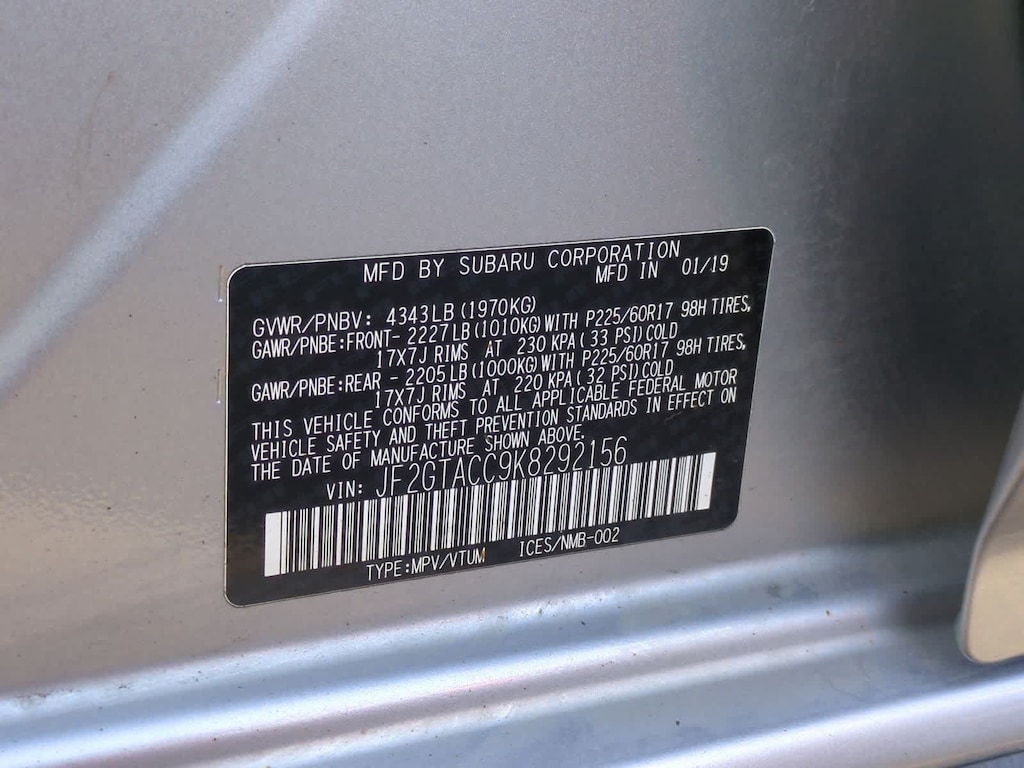 MFD BY SUBARU CORPORATION
MFD IN 01/19
GVWR/PNBV: 4343LB (1970KG)
GAWR/PNBE:FRONT- 2227LB (1010KG) WITH P225/60R17 98H TIRES,
17X7J RIMS AT 230 KPA ( 33 PSI) COLD
GAWR/PNBE:REAR - 2205LB (1000KG) WITH P225/60R17 98H TIRES,
17X7J RIMS AT 220 KPA ( 32 PSI) COLD
THIS VEHICLE CONFORMS TO ALL APPLICABLE FEDERAL MOTOR
VEHICLE SAFETY AND THEFT PREVENTION STANDARDS IN EFFECT ON
THE DATE OF MANUFACTURE SHOWN ABOVE.
VIN: JF2GTACC9K8292156
TYPE:MPV/VTUM ICES/NMB-002